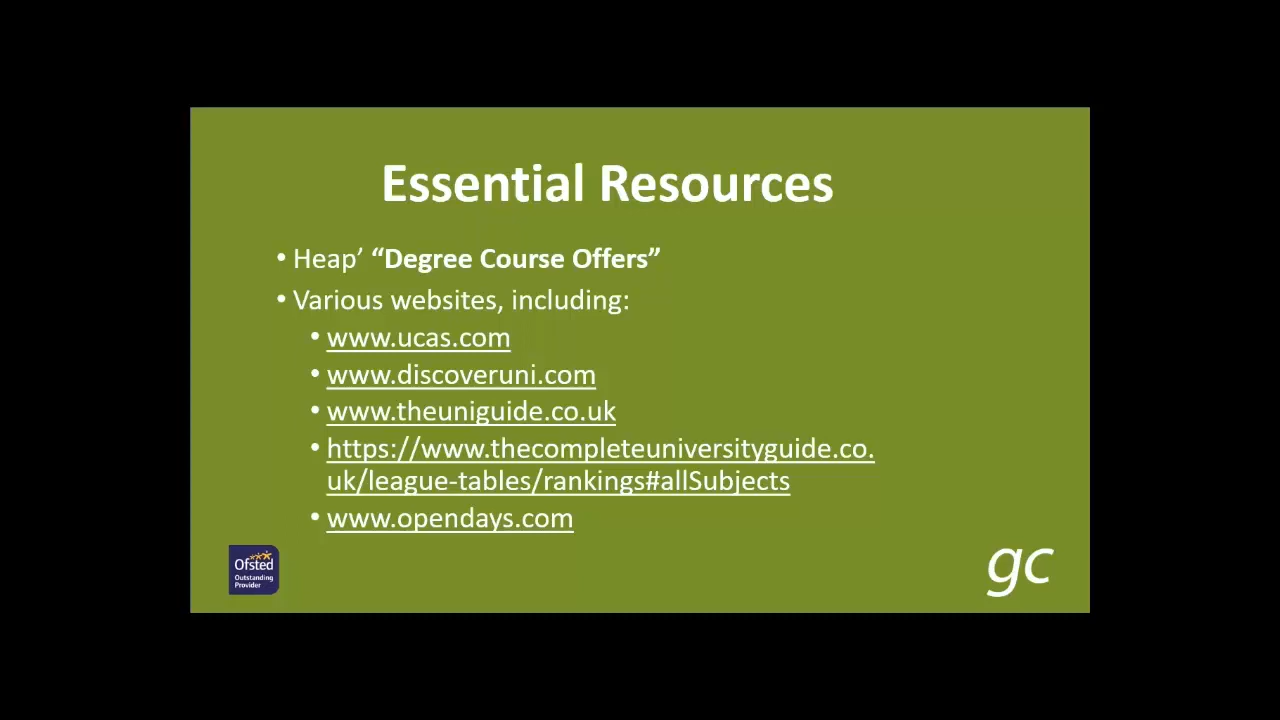 Essential Resources
• Heap’ “Degree Course Offers”
• Various websites, including:
• www.ucas.com
• www.discoveruni.com
• www.theuniguide.co.uk
• https://www.thecompleteuniversityguide.co.
uk/league-tables/rankings#allSubjects
• www.opendays.com
Ofsted
Outstanding
Provider
gc